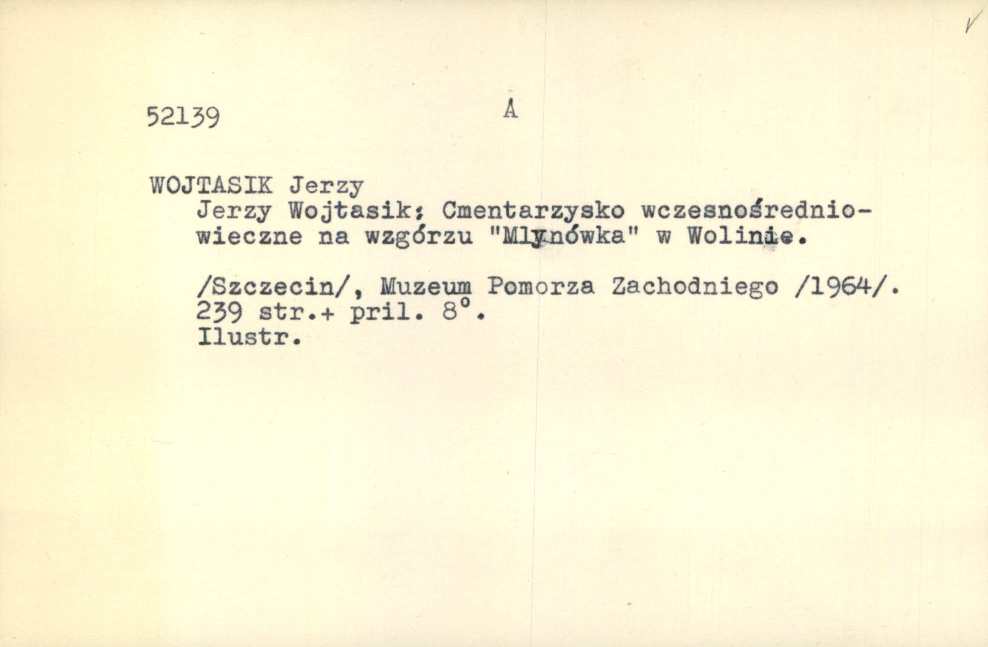 52139 A
WOJTASIK Jerzy
Jerzy Wojtasik: Cmentarzysko wczesnośrednio-
wieczne na wzgórzu "Mlynówka" w Wolinie.
/Szczecin/, Muzeum Pomorza Zachodniego /1964/.
239 str.+ pril. 8°.
Ilustr.